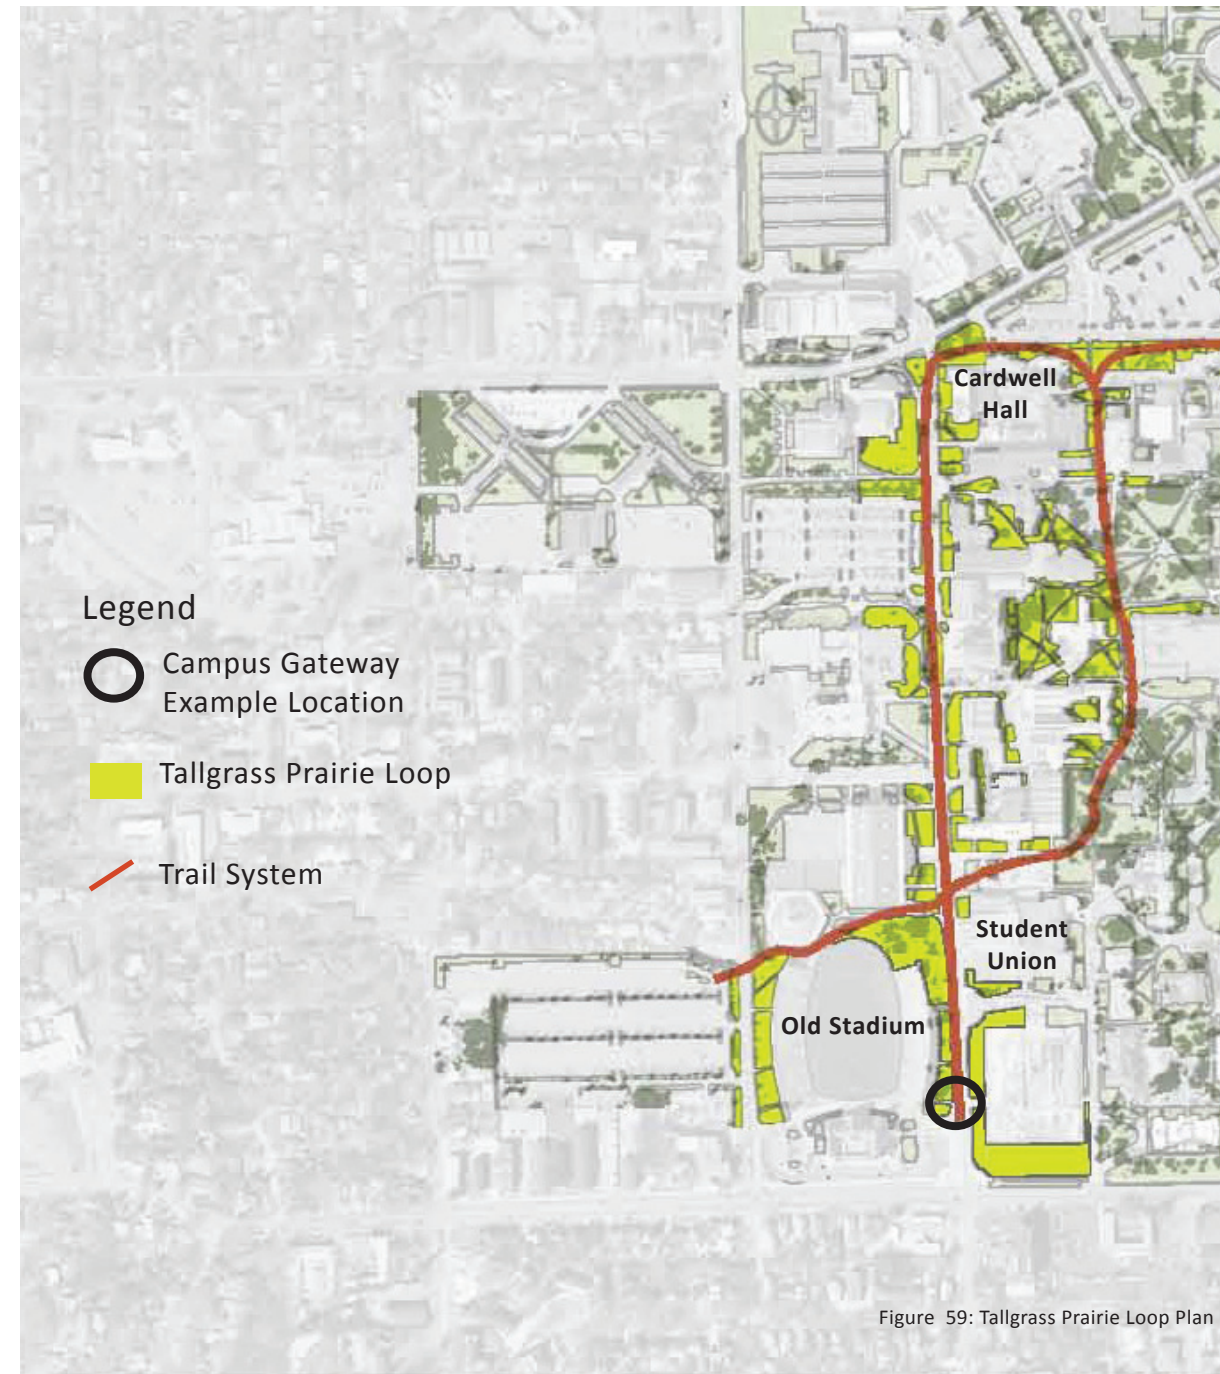 Cardwell
Hall
Legend
Campus Gateway
Example Location
Tallgrass Prairie Loop
Trail System
Student
Union
Old Stadium
Figure 59: Tallgrass Prairie Loop Plan